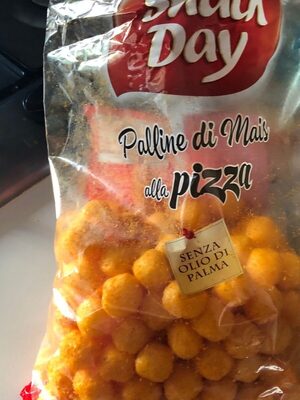 Day
Palline di Mais
alla pizza
SENZA
OLIO DI
PALMA